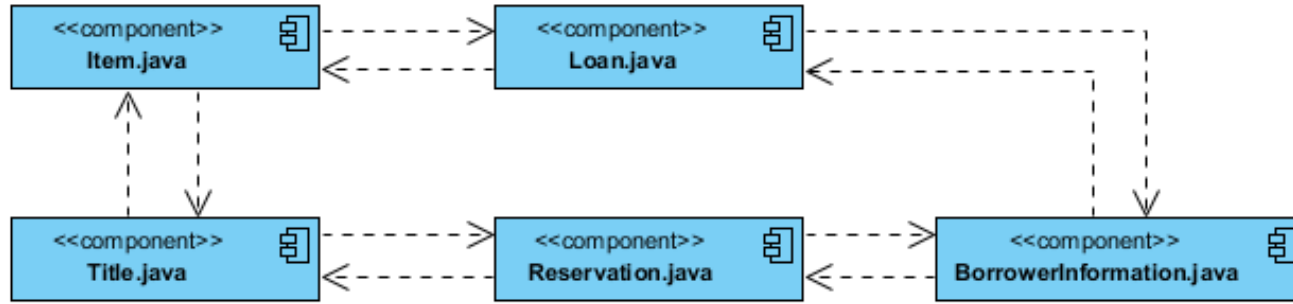 <<component>>
Item.java
<<component>>
Loan.java
<<component>>
Title.java
<<component>>
Reservation.java
<<component>>
BorrowerInformation.java